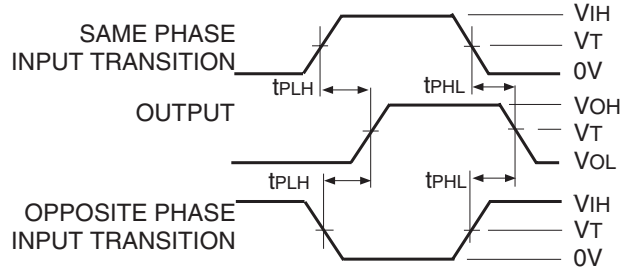 SAME PHASE
INPUT TRANSITION
VIH
VT
0V
tPLH
tPHL
OUTPUT
VOH
VT
VOL
tPLH
tPHL
OPPOSITE PHASE
INPUT TRANSITION
VIH
VT
0V